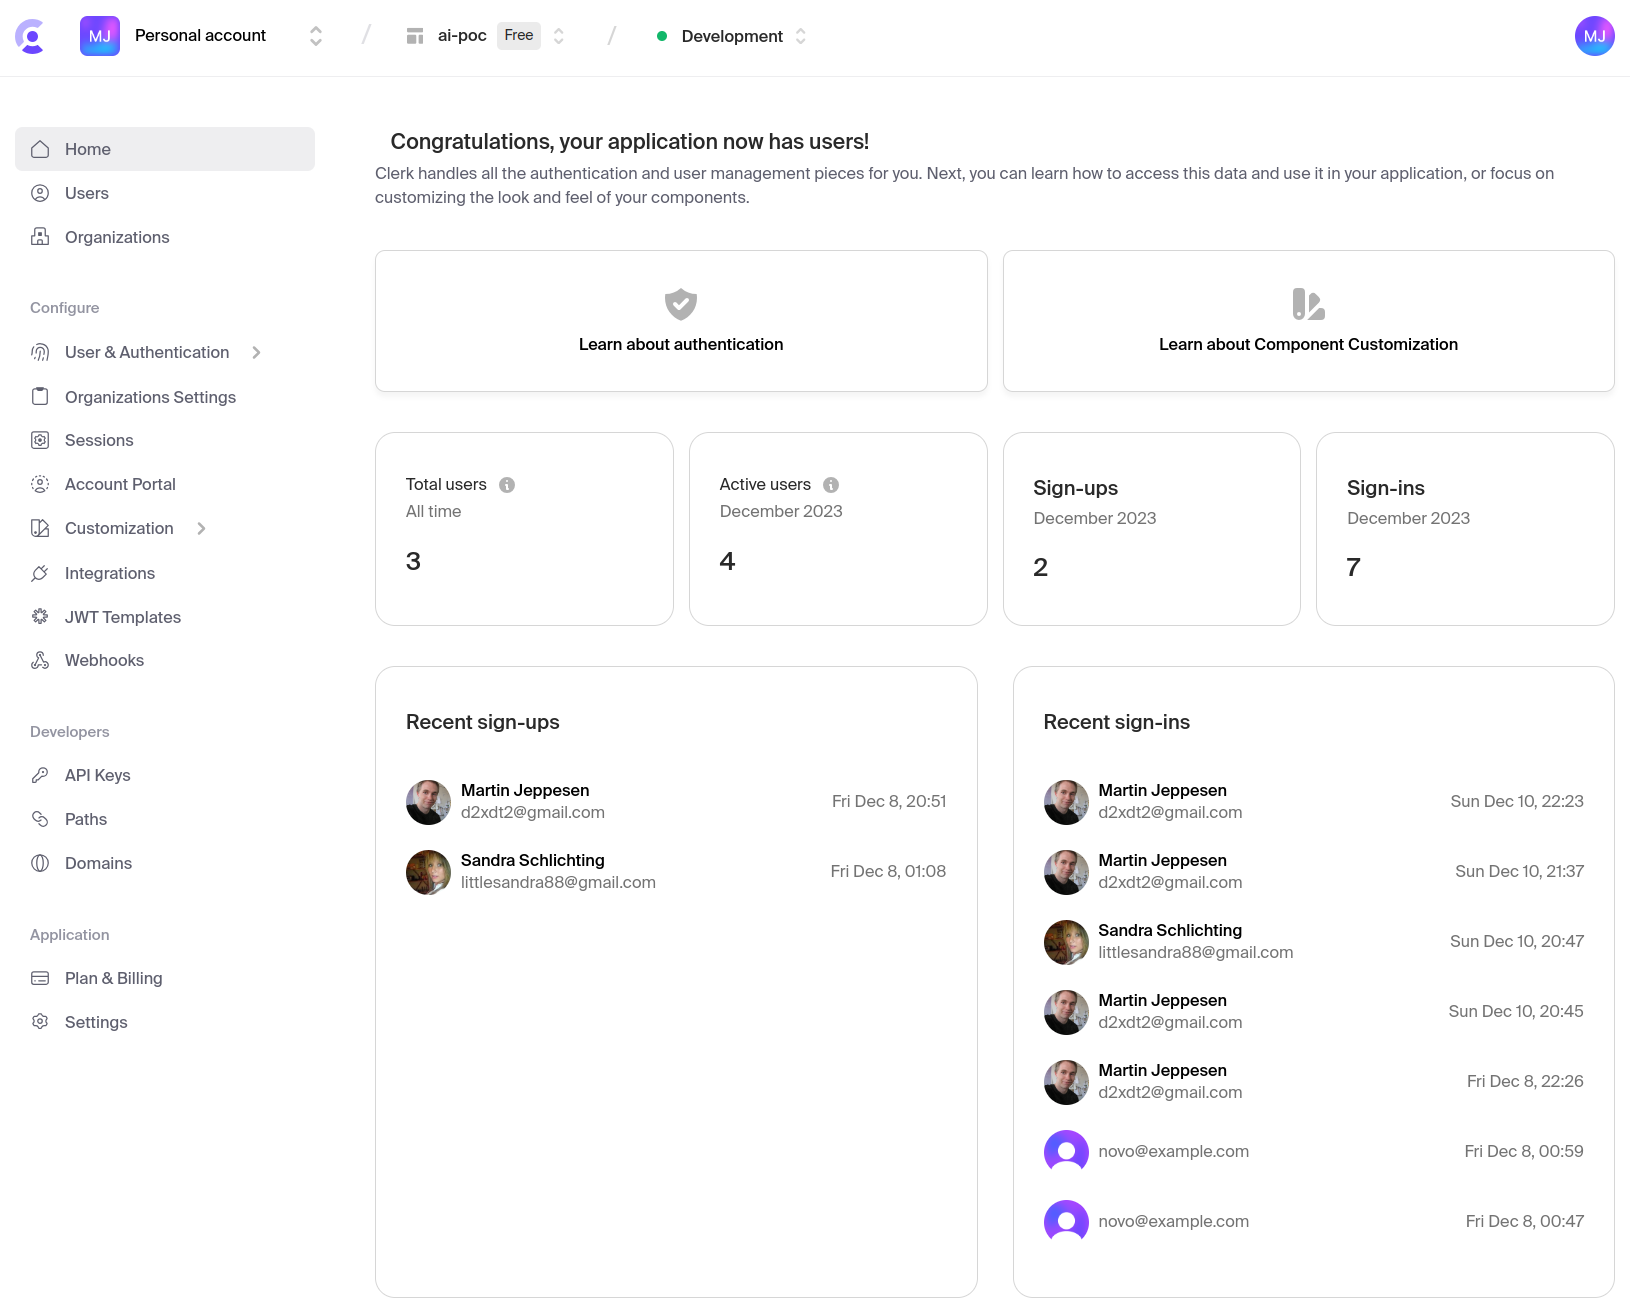 MJ Personal account / ai-poc Free / Development MJ
Home
Users
Organizations
Configure
User & Authentication
Organizations Settings
Sessions
Account Portal
Customization
Integrations
JWT Templates
Webhooks
Developers
API Keys
Paths
Domains
Application
Plan & Billing
Settings
Congratulations, your application now has users!
Clerk handles all the authentication and user management pieces for you. Next, you can learn how to access this data and use it in your application, or focus on
customizing the look and feel of your components.
Learn about authentication
Learn about Component Customization
Total users
All time
3
Active users
December 2023
4
Sign-ups
December 2023
2
Sign-ins
December 2023
7
Recent sign-ups
Martin Jeppesen
d2xdt2@gmail.com
Fri Dec 8, 20:51
Sandra Schlichting
littlesandra88@gmail.com
Fri Dec 8, 01:08
Recent sign-ins
Martin Jeppesen
d2xdt2@gmail.com
Sun Dec 10, 22:23
Martin Jeppesen
d2xdt2@gmail.com
Sun Dec 10, 21:37
Sandra Schlichting
littlesandra88@gmail.com
Sun Dec 10, 20:47
Martin Jeppesen
d2xdt2@gmail.com
Sun Dec 10, 20:45
Martin Jeppesen
d2xdt2@gmail.com
Fri Dec 8, 22:26
novo@example.com
Fri Dec 8, 00:59
novo@example.com
Fri Dec 8, 00:47